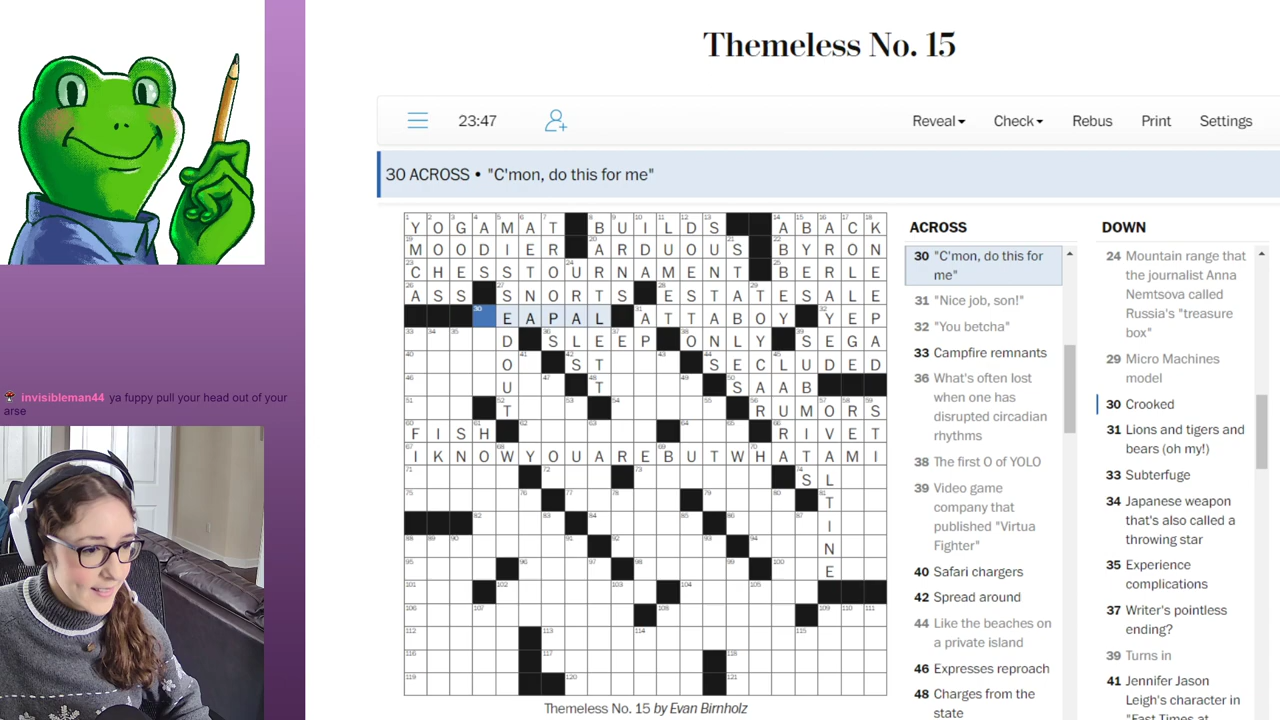 Themeless No. 15
23:47
Reveal
Check
Rebus
Print
Settings
30 ACROSS • "C'mon, do this for me"
YOGAMAT BUILDS ABACK
MOODIER ARDUOUS BYRON
CHESSTOURNAMENT BERLE
ASS SNORTS ESTATESALE
EAPAL ATTABOY YEP
D SLEEP ONLY SEGA
O ST SECLUDED
U T SAAB
T RUMORS
FISH RIVET
IKNOWYOUAREBUTWHATAMI
SL
T
I
N
E
ACROSS
30 "C'mon, do this for
me"
31 "Nice job, son!"
32 "You betcha"
33 Campfire remnants
36 What's often lost
when one has
disrupted circadian
rhythms
38 The first O of YOLO
39 Video game
company that
published "Virtua
Fighter"
40 Safari chargers
42 Spread around
44 Like the beaches on
a private island
46 Expresses reproach
48 Charges from the
state
DOWN
24 Mountain range that
the journalist Anna
Nemtsova called
Russia's "treasure
box"
29 Micro Machines
model
30 Crooked
31 Lions and tigers and
bears (oh my!)
33 Subterfuge
34 Japanese weapon
that's also called a
throwing star
35 Experience
complications
37 Writer's pointless
ending?
39 Turns in
41 Jennifer Jason
Leigh's character in
"Fast Times at
Themeless No. 15 by Evan Birnholz
invisibleman44 ya fuppy pull your head out of your
arse